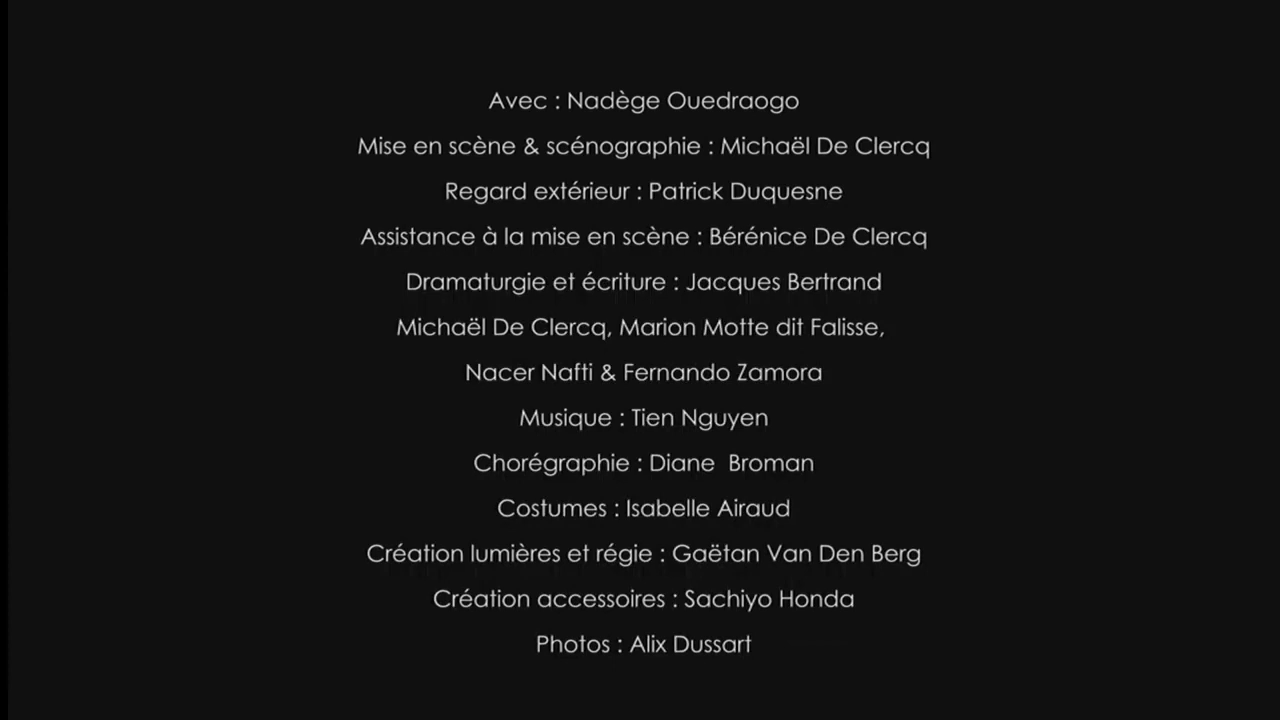 Avec : Nadège Ouedraogo
Mise en scène & scénographie : Michaël De Clercq
Regard extérieur : Patrick Duquesne
Assistance à la mise en scène : Bérénice De Clercq
Dramaturgie et écriture : Jacques Bertrand
Michaël De Clercq, Marion Motte dit Falisse,
Nacer Nafti & Fernando Zamora
Musique : Tien Nguyen
Chorégraphie : Diane  Broman
Costumes : Isabelle Airaud
Création lumières et régie : Gaëtan Van Den Berg
Création accessoires : Sachiyo Honda
Photos : Alix Dussart